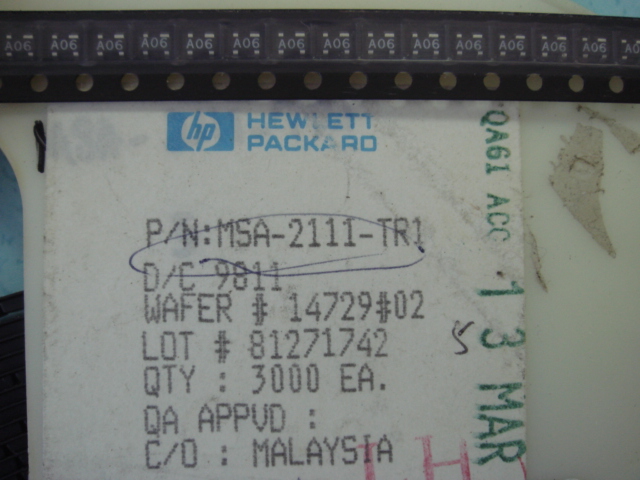 A06 A06 A06 A06 A06 A06 A06 A06 A06 A06 A06 A06 A06 A06 A06
hp HEWLETT
PACKARD
P/N:MSA-2111-TR1
D/C 9811
WAFER # 14729#02
LOT # 81271742
QTY : 3000 EA.
QA APPVD :
C/O : MALAYSIA
QA61 ACC 13 MAR